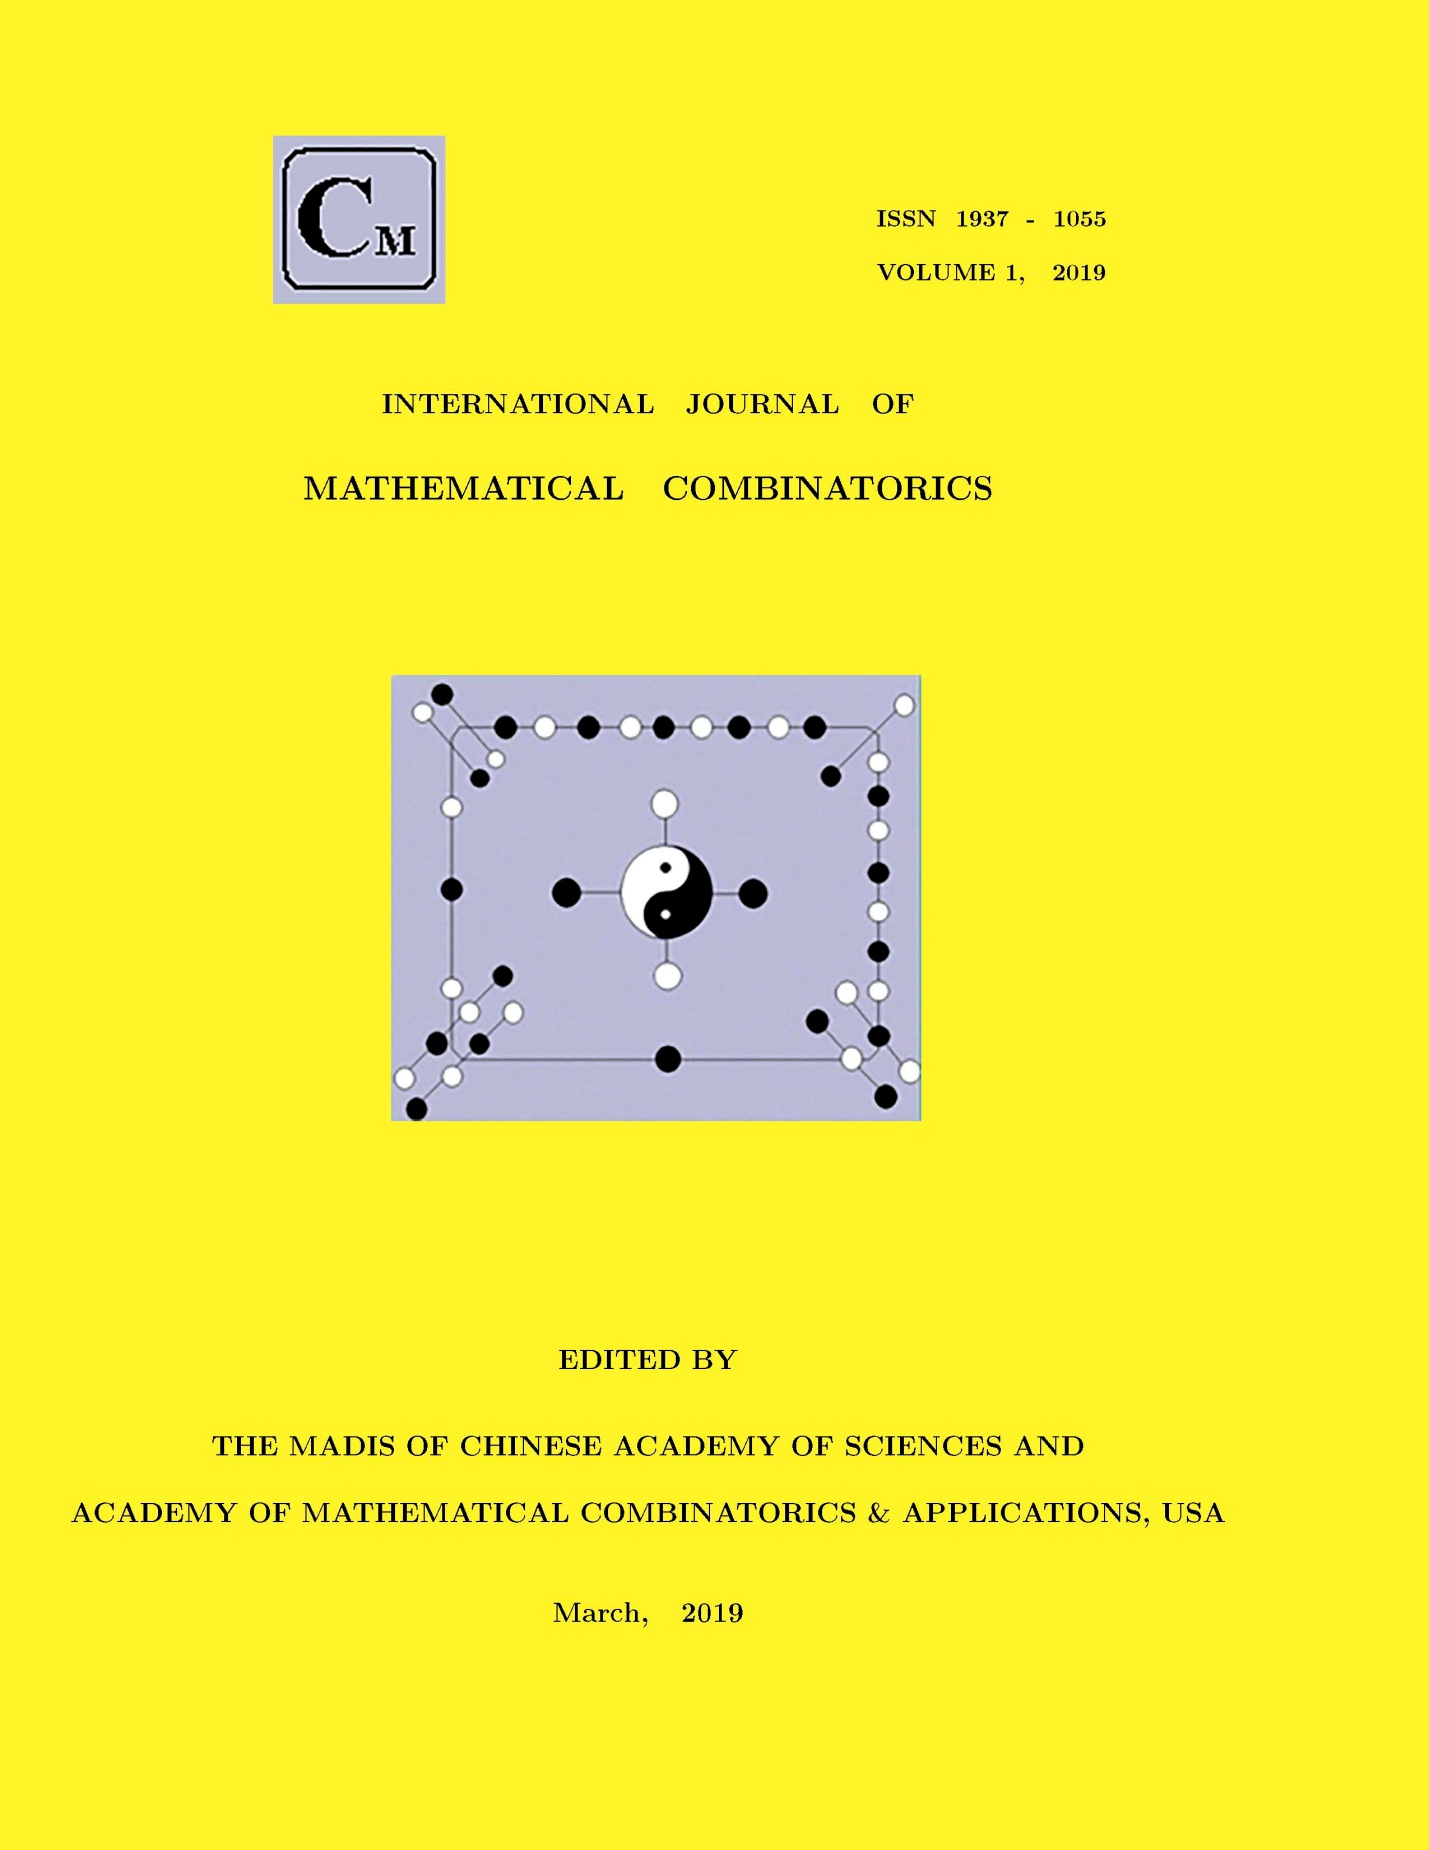 CM
ISSN 1937 - 1055
VOLUME 1, 2019
INTERNATIONAL JOURNAL OF
MATHEMATICAL COMBINATORICS
EDITED BY
THE MADIS OF CHINESE ACADEMY OF SCIENCES AND
ACADEMY OF MATHEMATICAL COMBINATORICS & APPLICATIONS, USA
March, 2019